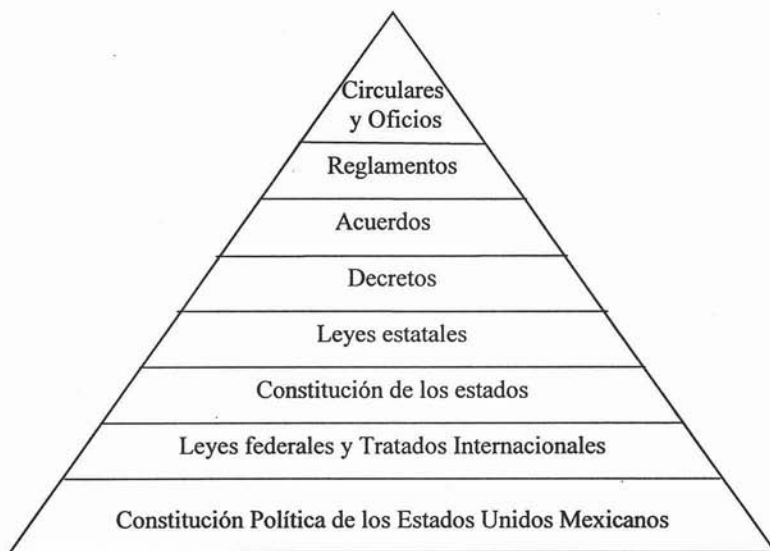 Circulares
y Oficios
Reglamentos
Acuerdos
Decretos
Leyes estatales
Constitución de los estados
Leyes federales y Tratados Internacionales
Constitución Política de los Estados Unidos Mexicanos